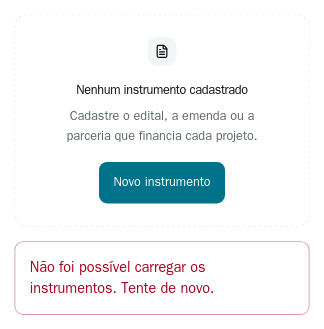 Nenhum instrumento cadastrado
Cadastre o edital, a emenda ou a
parceria que financia cada projeto.
Novo instrumento
Não foi possível carregar os
instrumentos. Tente de novo.